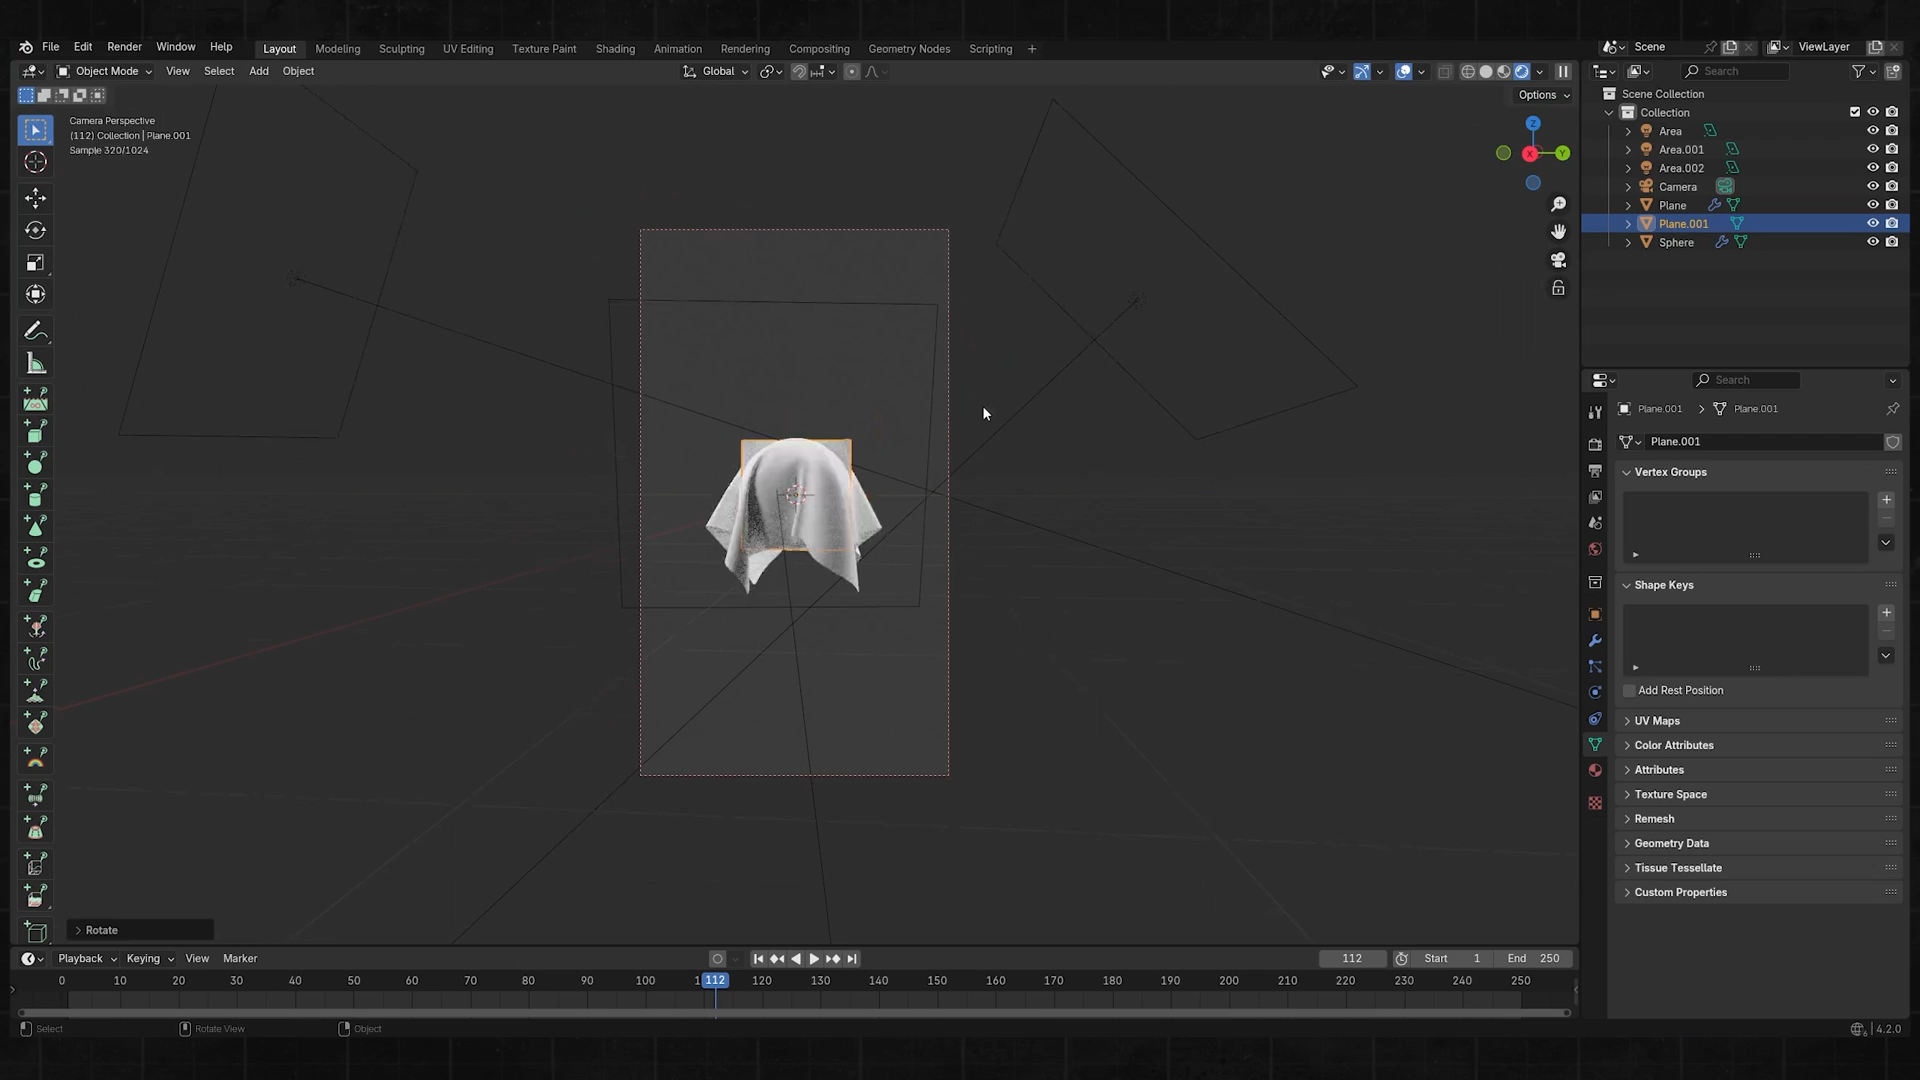 File Edit Render Window Help Layout Modeling Sculpting UV Editing Texture Paint Shading Animation Rendering Compositing Geometry Nodes Scripting + Scene ViewLayer
Object Mode View Select Add Object Global Search
Options
Camera Perspective
(112) Collection | Plane.001
Sample 320/1024
Z
X
Y
Scene Collection
Collection
Area
Area.001
Area.002
Camera
Plane
Plane.001
Sphere
Search
Plane.001 Plane.001
Plane.001
Vertex Groups
Shape Keys
Add Rest Position
UV Maps
Color Attributes
Attributes
Texture Space
Remesh
Geometry Data
Tissue Tessellate
Custom Properties
Rotate
Playback Keying View Marker 112 Start 1 End 250
0 10 20 30 40 50 60 70 80 90 100 112 120 130 140 150 160 170 180 190 200 210 220 230 240 250
Select Rotate View Object 4.2.0